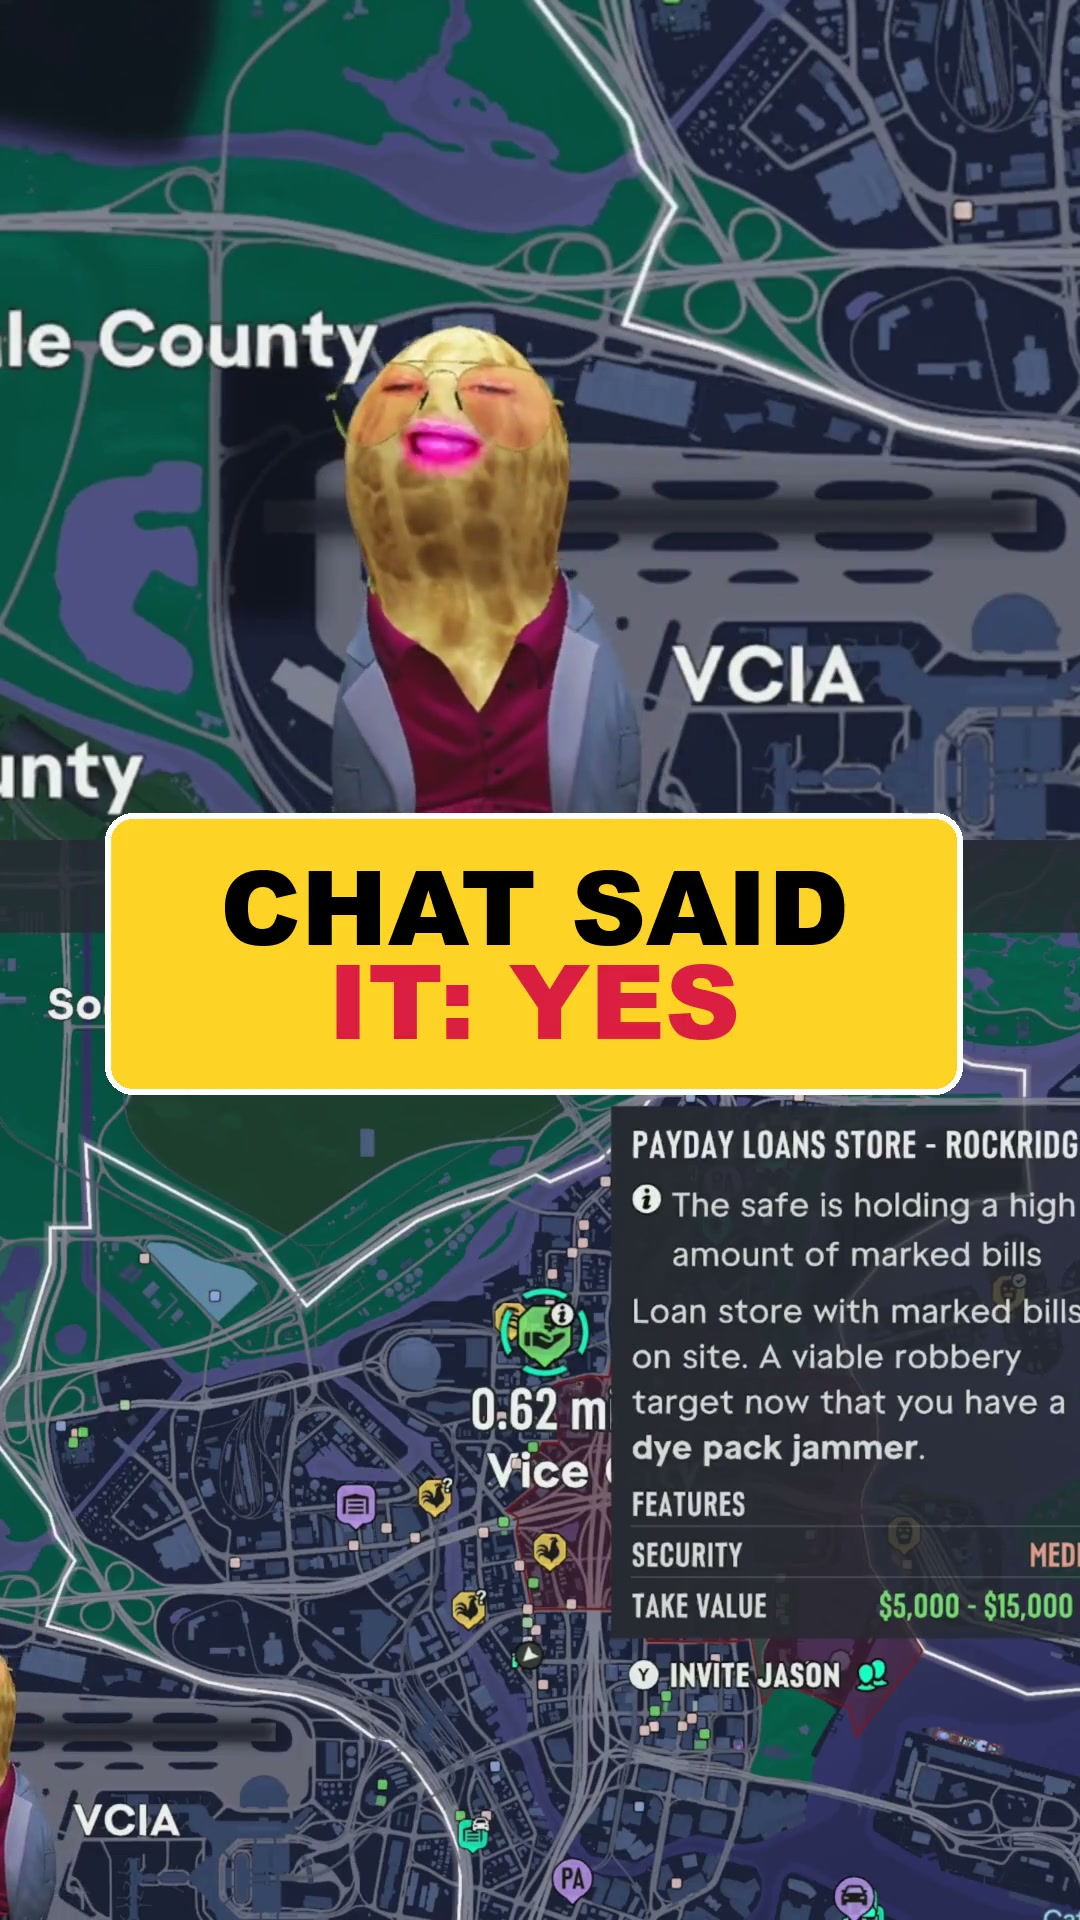 le County
VCIA
unty
CHAT SAID
IT: YES
So
PAYDAY LOANS STORE - ROCKRIDG
The safe is holding a high
amount of marked bills
Loan store with marked bills
on site. A viable robbery
target now that you have a
dye pack jammer.
0.62 m
Vice
FEATURES
SECURITY MEDI
TAKE VALUE $5,000 - $15,000
Y INVITE JASON
VCIA
PA